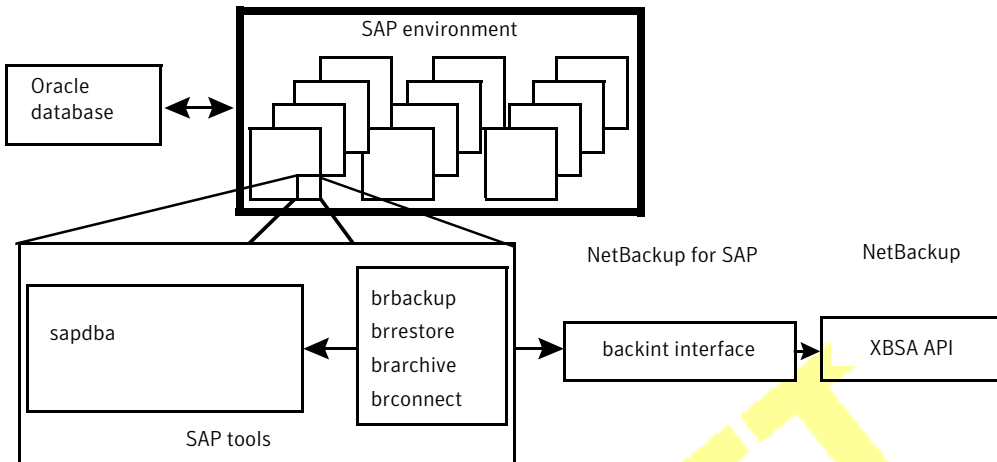 SAP environment
Oracle
database
NetBackup for SAP
NetBackup
sapdba
brbackup
brrestore
brarchive
brconnect
backint interface
XBSA API
SAP tools